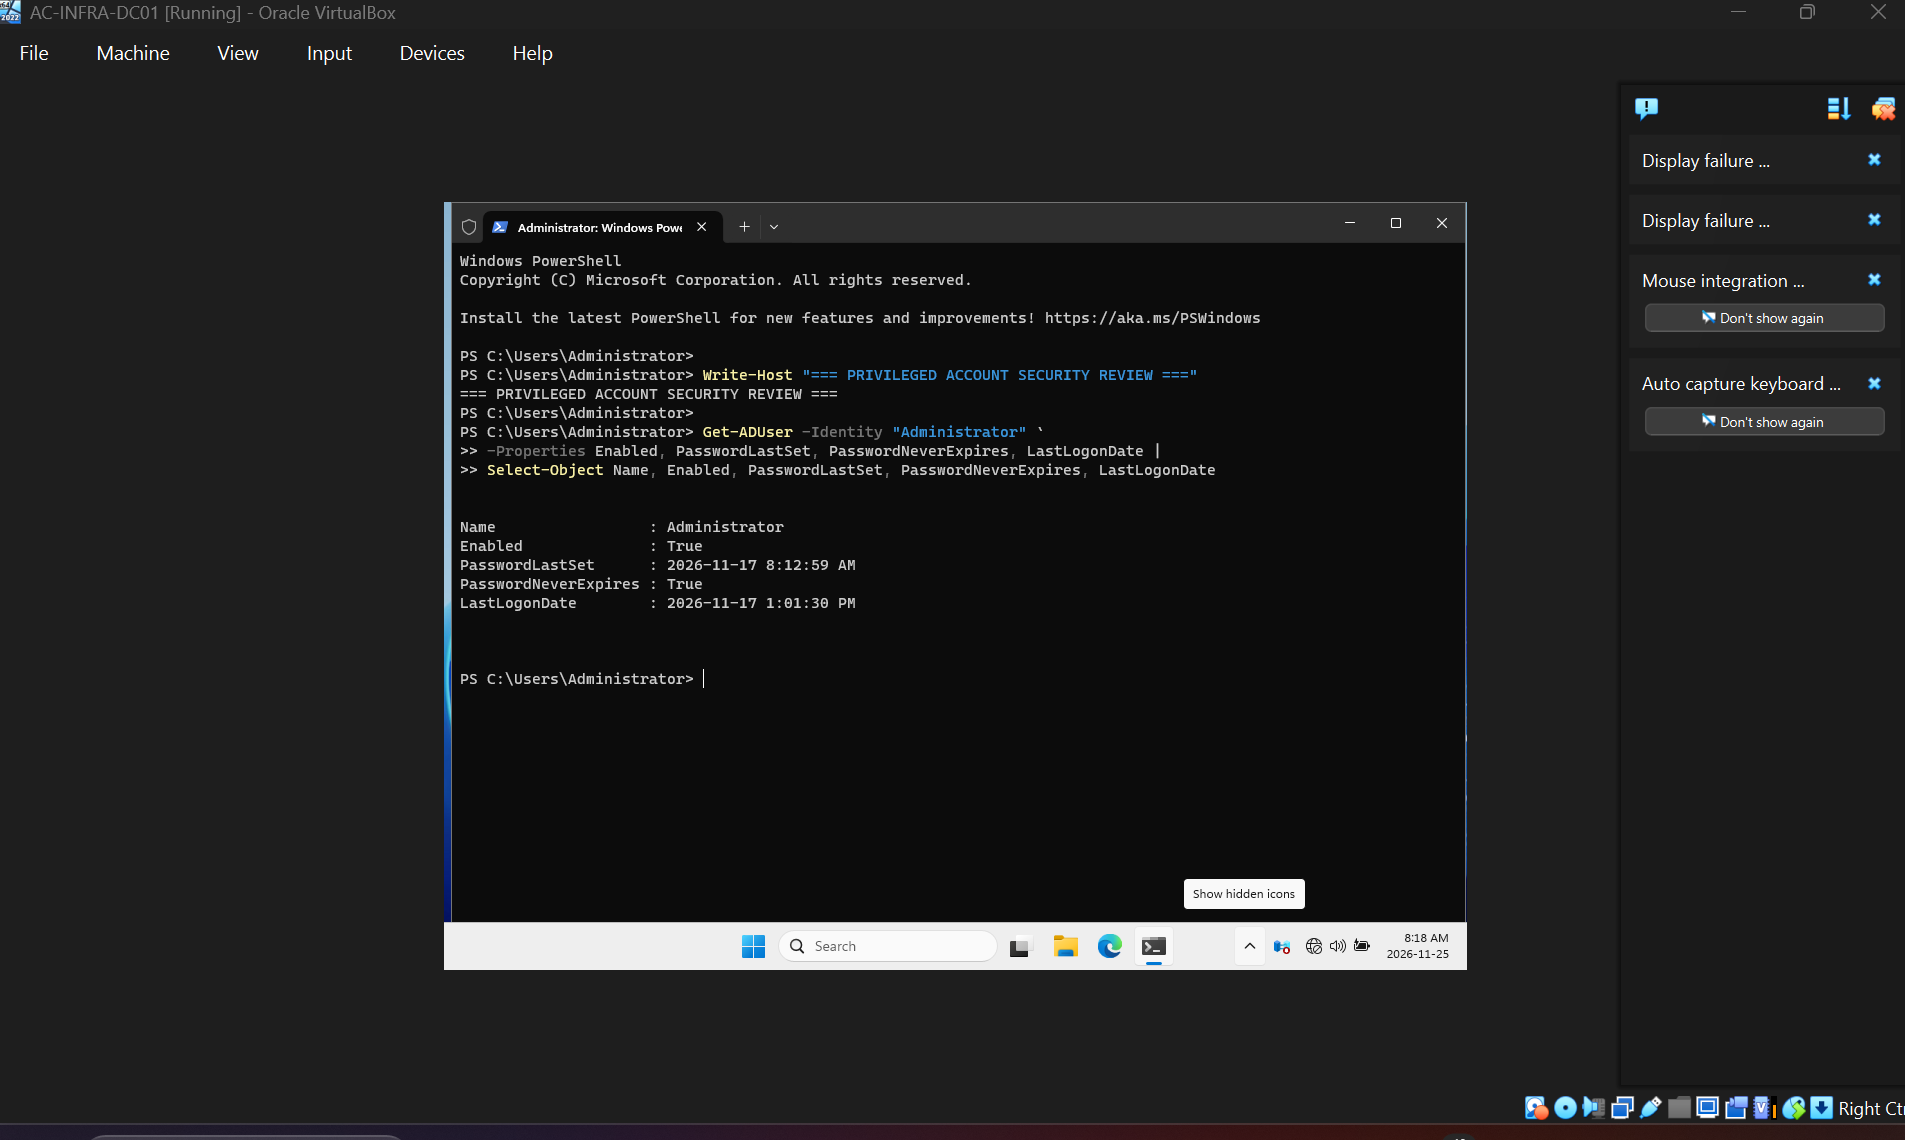 AC-INFRA-DC01 [Running] - Oracle VirtualBox
File Machine View Input Devices Help
Display failure ...
Display failure ...
Mouse integration ...
Don't show again
Auto capture keyboard ...
Don't show again
Administrator: Windows Powe
Windows PowerShell
Copyright (C) Microsoft Corporation. All rights reserved.
Install the latest PowerShell for new features and improvements! https://aka.ms/PSWindows
PS C:\Users\Administrator>
PS C:\Users\Administrator> Write-Host "=== PRIVILEGED ACCOUNT SECURITY REVIEW ==="
=== PRIVILEGED ACCOUNT SECURITY REVIEW ===
PS C:\Users\Administrator>
PS C:\Users\Administrator> Get-ADUser -Identity "Administrator" `
>> -Properties Enabled, PasswordLastSet, PasswordNeverExpires, LastLogonDate |
>> Select-Object Name, Enabled, PasswordLastSet, PasswordNeverExpires, LastLogonDate
Name : Administrator
Enabled : True
PasswordLastSet : 2026-11-17 8:12:59 AM
PasswordNeverExpires : True
LastLogonDate : 2026-11-17 1:01:30 PM
PS C:\Users\Administrator>
Show hidden icons
Search
8:18 AM
2026-11-25
Right Ctr